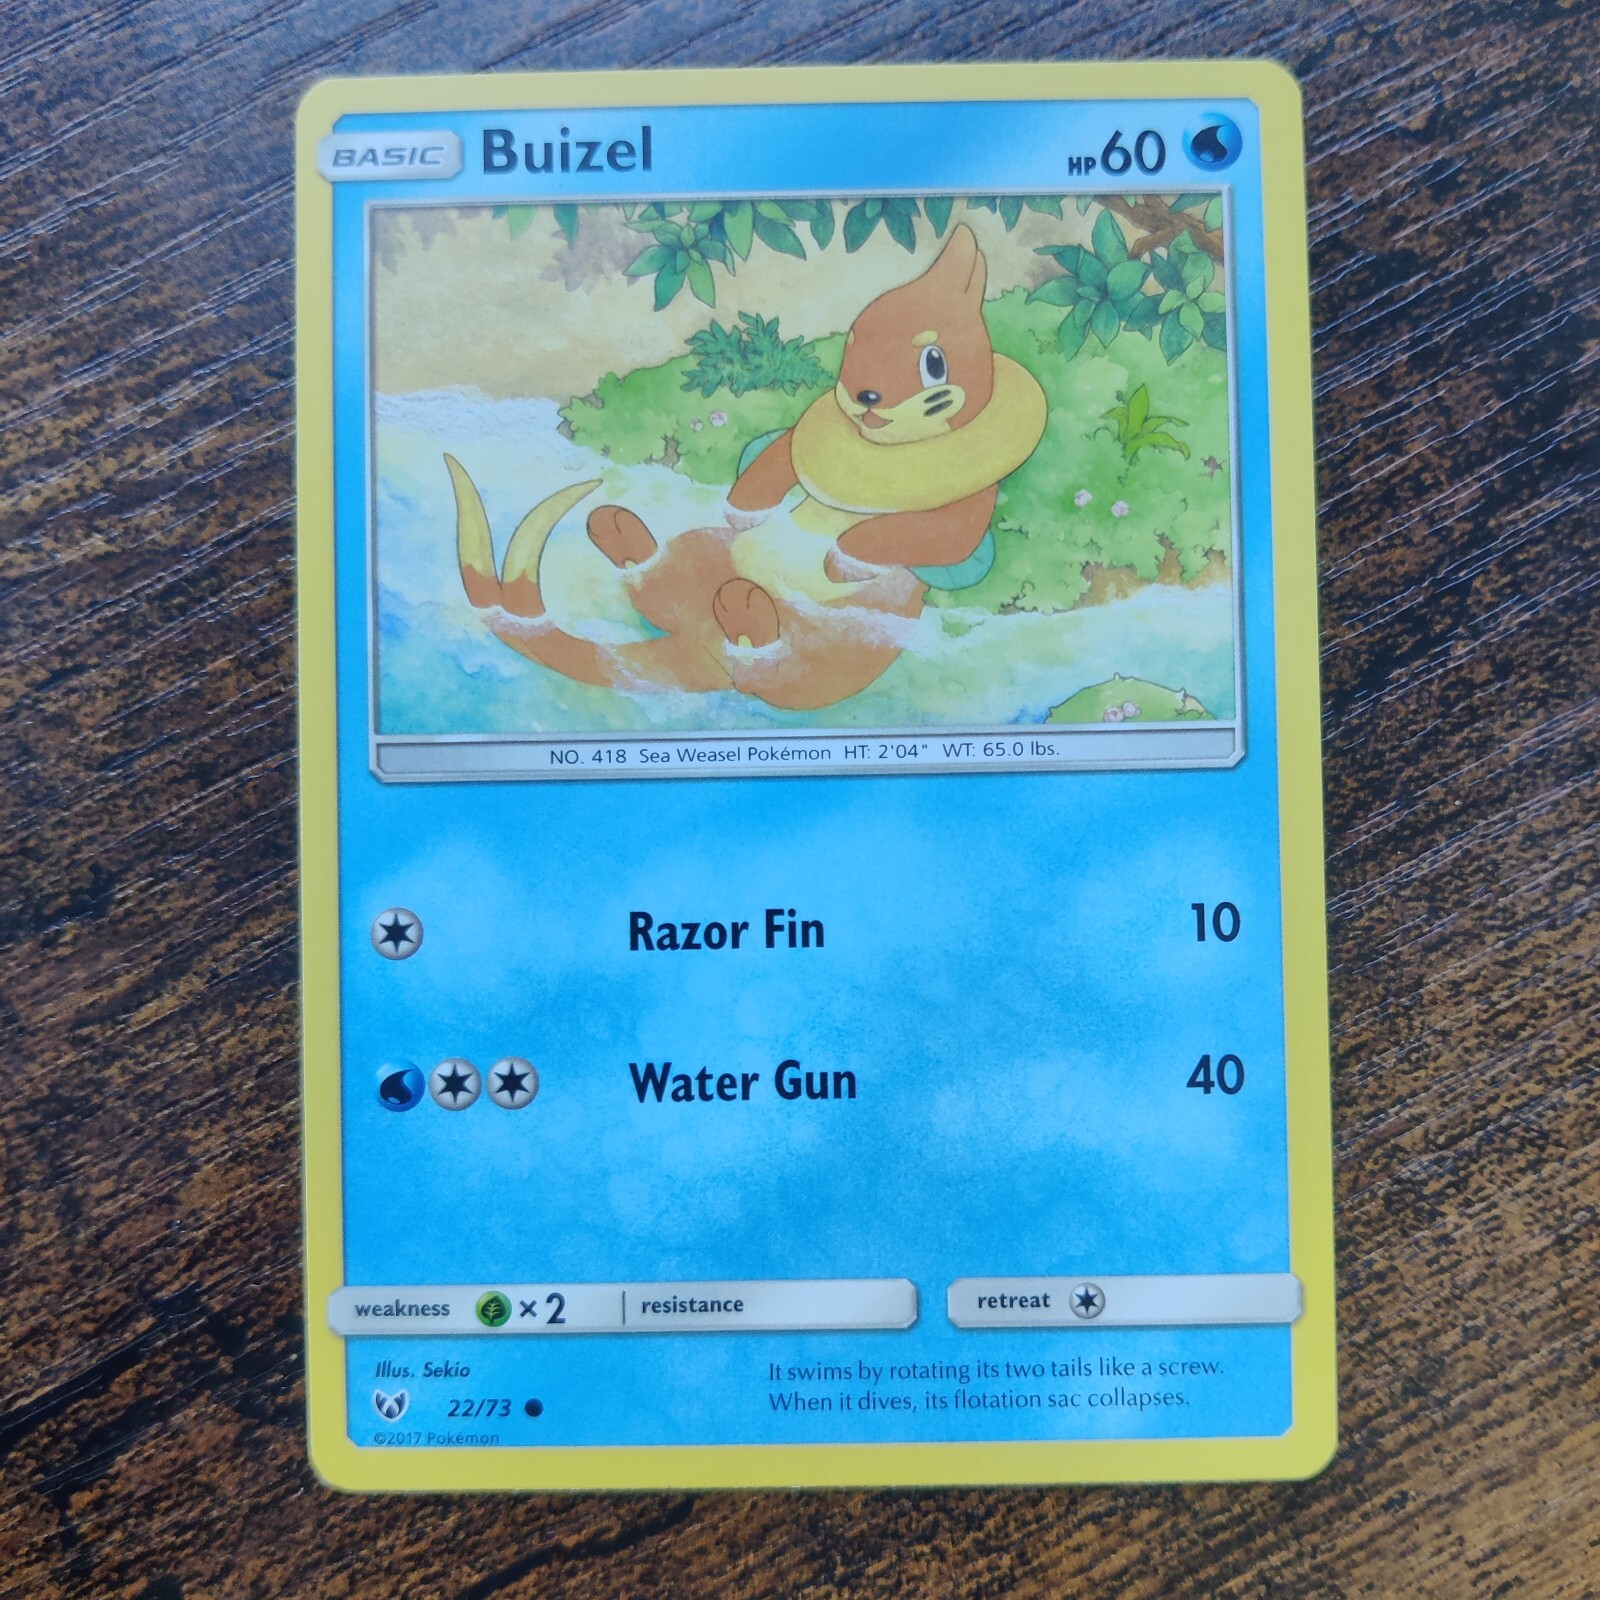 BASIC Buizel HP 60
NO. 418 Sea Weasel Pokémon HT: 2'04" WT: 65.0 lbs.
Razor Fin 10
Water Gun 40
weakness × 2 resistance retreat
Illus. Sekio
It swims by rotating its two tails like a screw.
22/73
When it dives, its flotation sac collapses.
©2017 Pokémon